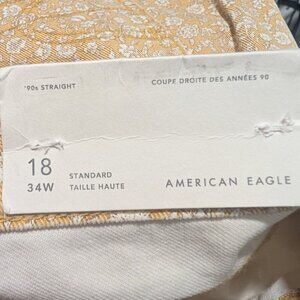 '90s STRAIGHT
COUPE DROITE DES ANNÉES 90
18
34W
STANDARD
TAILLE HAUTE
AMERICAN EAGLE